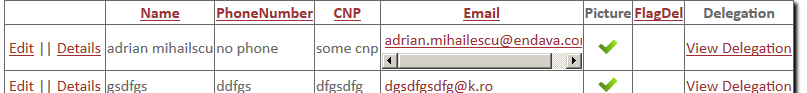 Name PhoneNumber CNP Email Picture FlagDel Delegation
Edit || Details adrian mihailscu no phone some cnp adrian.mihailescu@endava.co View Delegation
Edit || Details gsdfgs ddfgs dfgsdfg dgsdfgsdfg@k.ro View Delegation